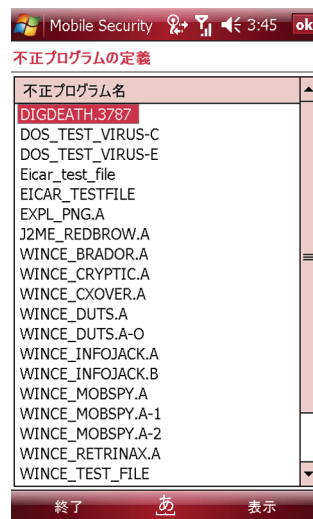 Mobile Security 3:45 ok
不正プログラムの定義
不正プログラム名
DIGDEATH.3787
DOS_TEST_VIRUS-C
DOS_TEST_VIRUS-E
Eicar_test_file
EICAR_TESTFILE
EXPL_PNG.A
J2ME_REDBROW.A
WINCE_BRADOR.A
WINCE_CRYPTIC.A
WINCE_CXOVER.A
WINCE_DUTS.A
WINCE_DUTS.A-O
WINCE_INFOJACK.A
WINCE_INFOJACK.B
WINCE_MOBSPY.A
WINCE_MOBSPY.A-1
WINCE_MOBSPY.A-2
WINCE_RETRINAX.A
WINCE_TEST_FILE
終了 あ 表示